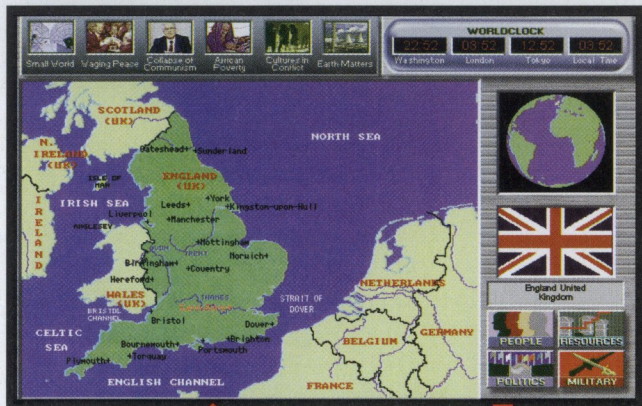 WORLDCLOCK
22:52
03:52
12:52
03:52
Washington
London
Tokyo
Local Time
Small World
Waging Peace
Collapse of
Communism
African
Poverty
Cultures In
Conflict
Earth Matters
SCOTLAND
(UK)
NORTH SEA
N.
IRELAND
(UK)
Gateshead
Sunderland
ISLE OF
MAN
ENGLAND
(UK)
IRISH SEA
Leeds
York
Kingston-upon-Hull
Liverpool
Manchester
ANGLESEY
IRELAND
Nottingham
AVON
TRENT
Norwich
Birmingham
Coventry
Hereford
WALES
(UK)
THAMES
STRAIT OF
DOVER
BRISTOL
CHANNEL
Bristol
Dover
CELTIC
SEA
Bournemouth
Brighton
Portsmouth
Plymouth
Torquay
ENGLISH CHANNEL
NETHERLANDS
BELGIUM
GERMANY
FRANCE
England United
Kingdom
PEOPLE
RESOURCES
POLITICS
MILITARY